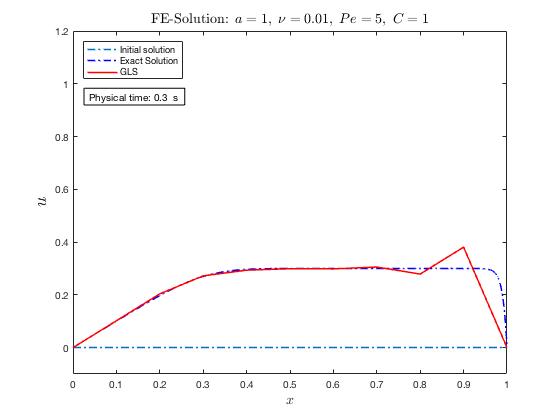 FE-Solution: a = 1, ν = 0.01, Pe = 5, C = 1
1.2
1
0.8
0.6
0.4
0.2
0
u
Initial solution
Exact Solution
GLS
Physical time: 0.3 s
0 0.1 0.2 0.3 0.4 0.5 0.6 0.7 0.8 0.9 1
x